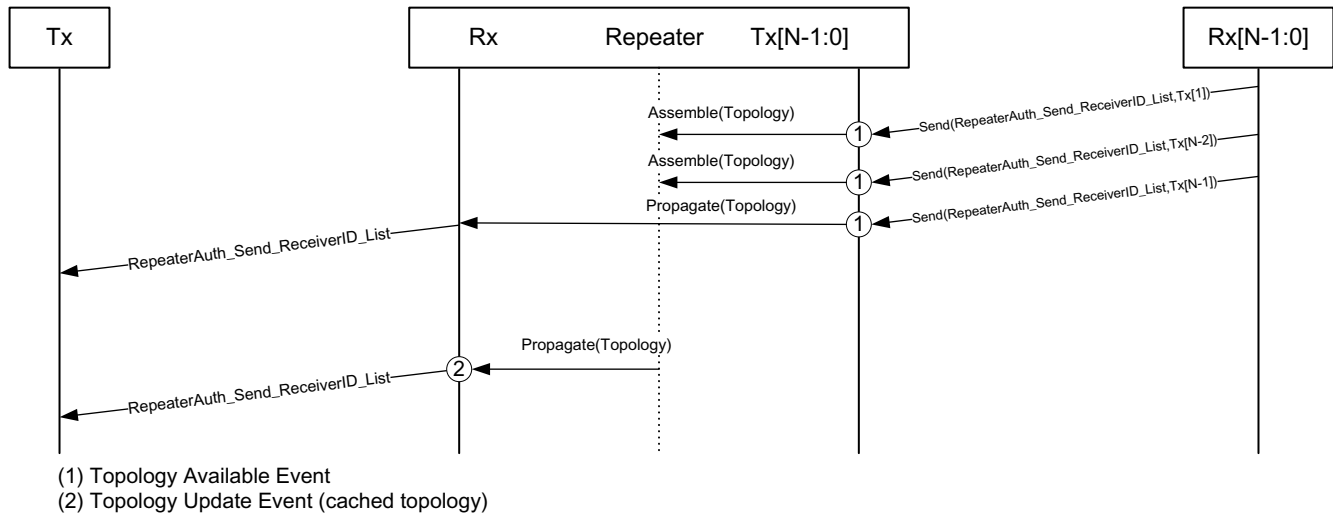 Tx
Rx Repeater Tx[N-1:0]
Rx[N-1:0]
Assemble(Topology)
1
Send(RepeaterAuth_Send_ReceiverID_List,Tx[1])
Assemble(Topology)
1
Send(RepeaterAuth_Send_ReceiverID_List,Tx[N-2])
Propagate(Topology)
1
Send(RepeaterAuth_Send_ReceiverID_List,Tx[N-1])
RepeaterAuth_Send_ReceiverID_List
Propagate(Topology)
2
RepeaterAuth_Send_ReceiverID_List
(1) Topology Available Event
(2) Topology Update Event (cached topology)